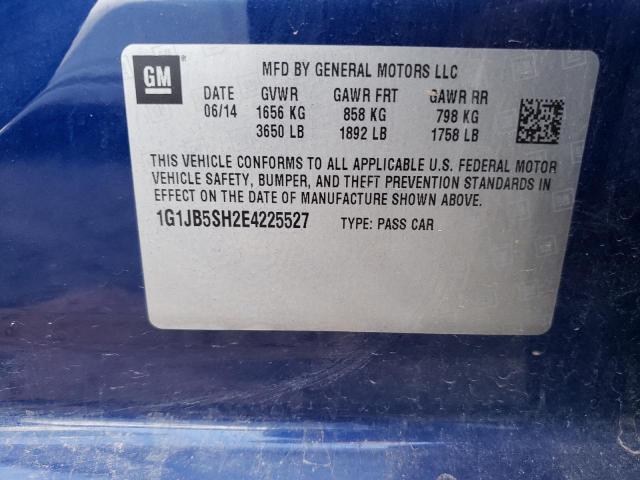 GM
MFD BY GENERAL MOTORS LLC
DATE GVWR GAWR FRT GAWR RR
06/14 1656 KG 858 KG 798 KG
3650 LB 1892 LB 1758 LB
THIS VEHICLE CONFORMS TO ALL APPLICABLE U.S. FEDERAL MOTOR
VEHICLE SAFETY, BUMPER, AND THEFT PREVENTION STANDARDS IN
EFFECT ON THE DATE OF MANUFACTURE SHOWN ABOVE.
1G1JB5SH2E4225527 TYPE: PASS CAR